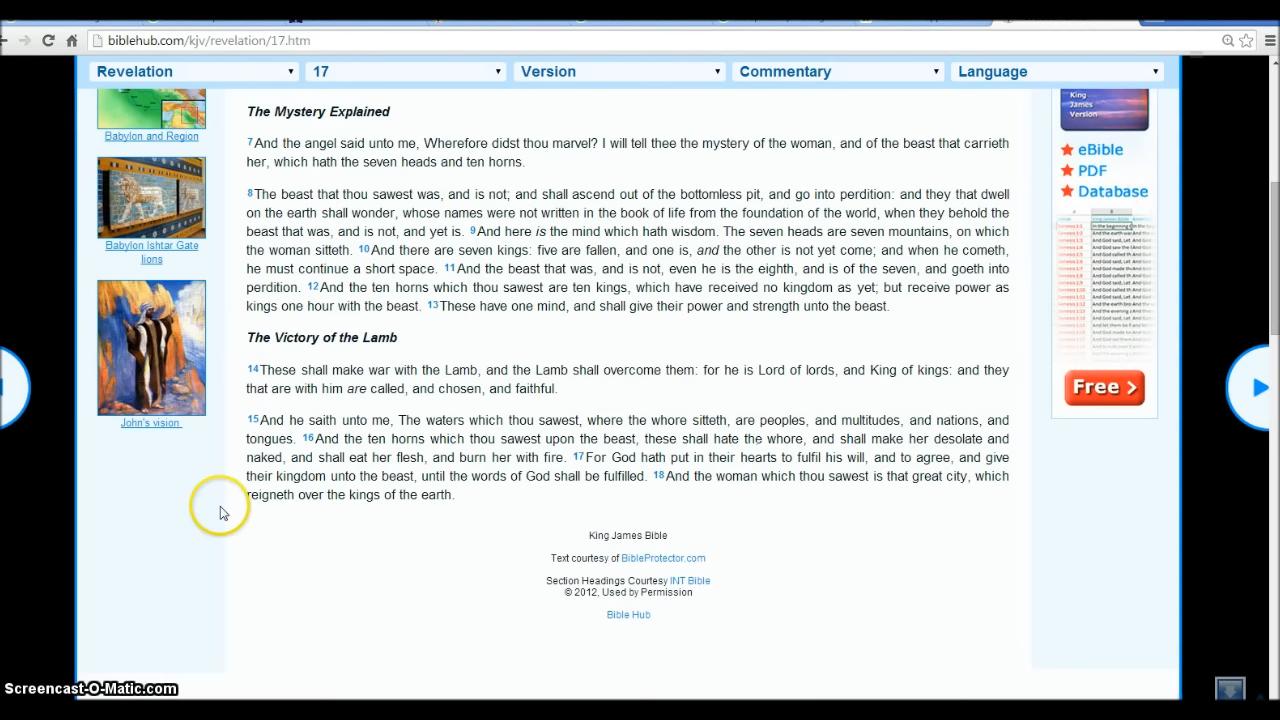 biblehub.com/kjv/revelation/17.htm
Revelation 17 Version Commentary Language
Babylon and Region
Babylon Ishtar Gate
lions
John's vision
The Mystery Explained
7And the angel said unto me, Wherefore didst thou marvel? I will tell thee the mystery of the woman, and of the beast that carrieth
her, which hath the seven heads and ten horns.
8The beast that thou sawest was, and is not; and shall ascend out of the bottomless pit, and go into perdition: and they that dwell
on the earth shall wonder, whose names were not written in the book of life from the foundation of the world, when they behold the
beast that was, and is not, and yet is. 9And here is the mind which hath wisdom. The seven heads are seven mountains, on which
the woman sitteth. 10And there are seven kings: five are fallen, and one is, and the other is not yet come; and when he cometh,
he must continue a short space. 11And the beast that was, and is not, even he is the eighth, and is of the seven, and goeth into
perdition. 12And the ten horns which thou sawest are ten kings, which have received no kingdom as yet; but receive power as
kings one hour with the beast. 13These have one mind, and shall give their power and strength unto the beast.
The Victory of the Lamb
14These shall make war with the Lamb, and the Lamb shall overcome them: for he is Lord of lords, and King of kings: and they
that are with him are called, and chosen, and faithful.
15And he saith unto me, The waters which thou sawest, where the whore sitteth, are peoples, and multitudes, and nations, and
tongues. 16And the ten horns which thou sawest upon the beast, these shall hate the whore, and shall make her desolate and
naked, and shall eat her flesh, and burn her with fire. 17For God hath put in their hearts to fulfil his will, and to agree, and give
their kingdom unto the beast, until the words of God shall be fulfilled. 18And the woman which thou sawest is that great city, which
reigneth over the kings of the earth.
King James Bible
Text courtesy of BibleProtector.com
Section Headings Courtesy INT Bible
© 2012, Used by Permission
Bible Hub
King
James
Version
eBible
PDF
Database
Free >
Screencast-O-Matic.com